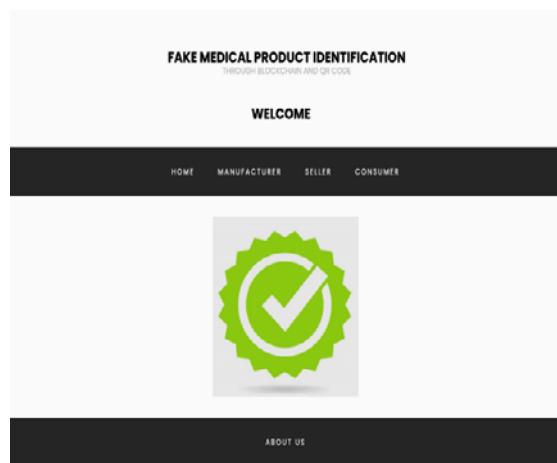 FAKE MEDICAL PRODUCT IDENTIFICATION
THROUGH BLOCKCHAIN AND QR CODE
WELCOME
HOME MANUFACTURER SELLER CONSUMER
ABOUT US